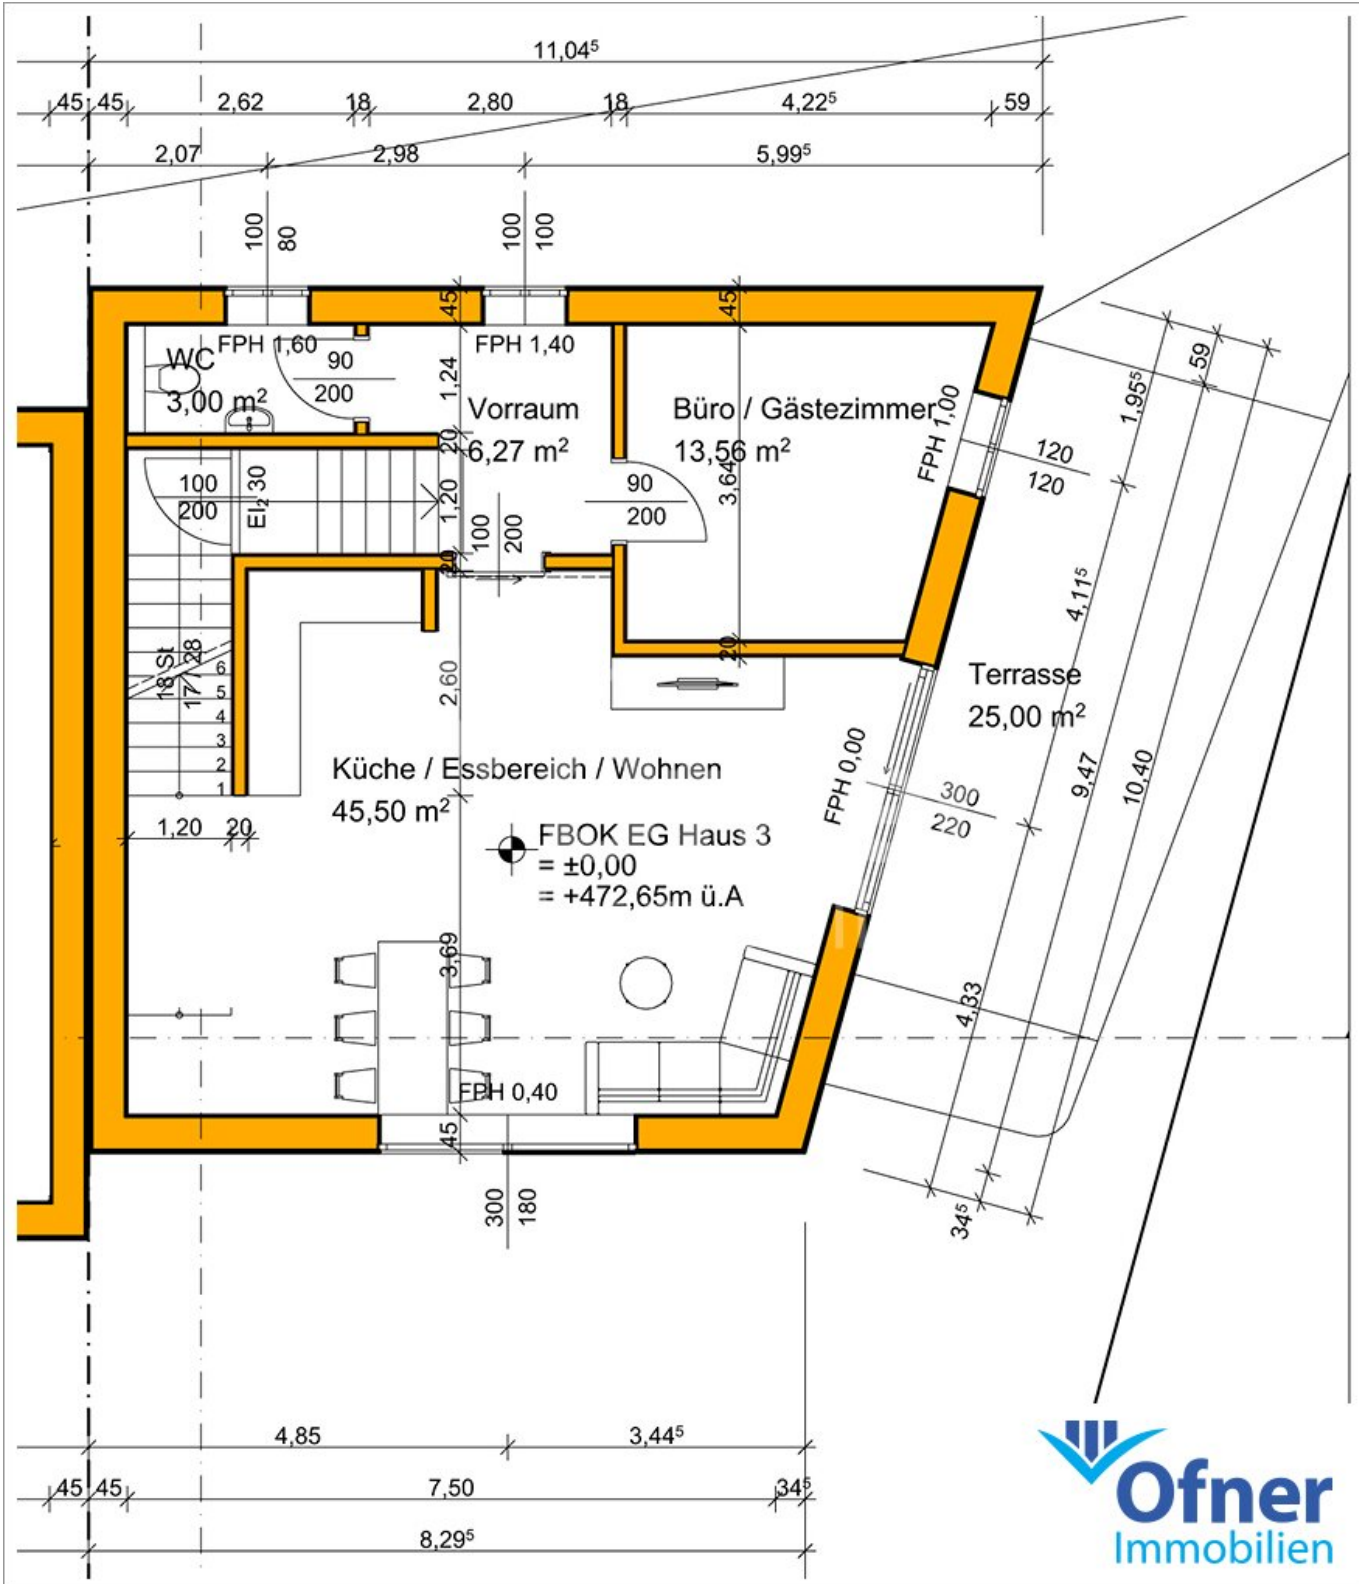 11,04⁵
45 45 2,62 18 2,80 18 4,22⁵ 59
2,07 2,98 5,99⁵
100
80
100
100
45
45
FPH 1,60
FPH 1,40
WC
3,00 m²
90
200
1,24
Vorraum
6,27 m²
Büro / Gästezimmer
13,56 m²
FPH 1,00
59
1,95⁵
120
120
20
100
200
EI₂ 30
1,20
100
200
90
200
3,64
20
4,11⁵
18 St
17 / 28
6
5
4
3
2
1
2,60
20
Terrasse
25,00 m²
FPH 0,00
9,47
10,40
Küche / Essbereich / Wohnen
45,50 m²
300
220
1,20 20
FBOK EG Haus 3
= ±0,00
= +472,65m ü.A
3,69
4,33
FPH 0,40
45
300
180
34⁵
4,85 3,44⁵
45 45 7,50 34⁵
8,29⁵
Ofner
Immobilien